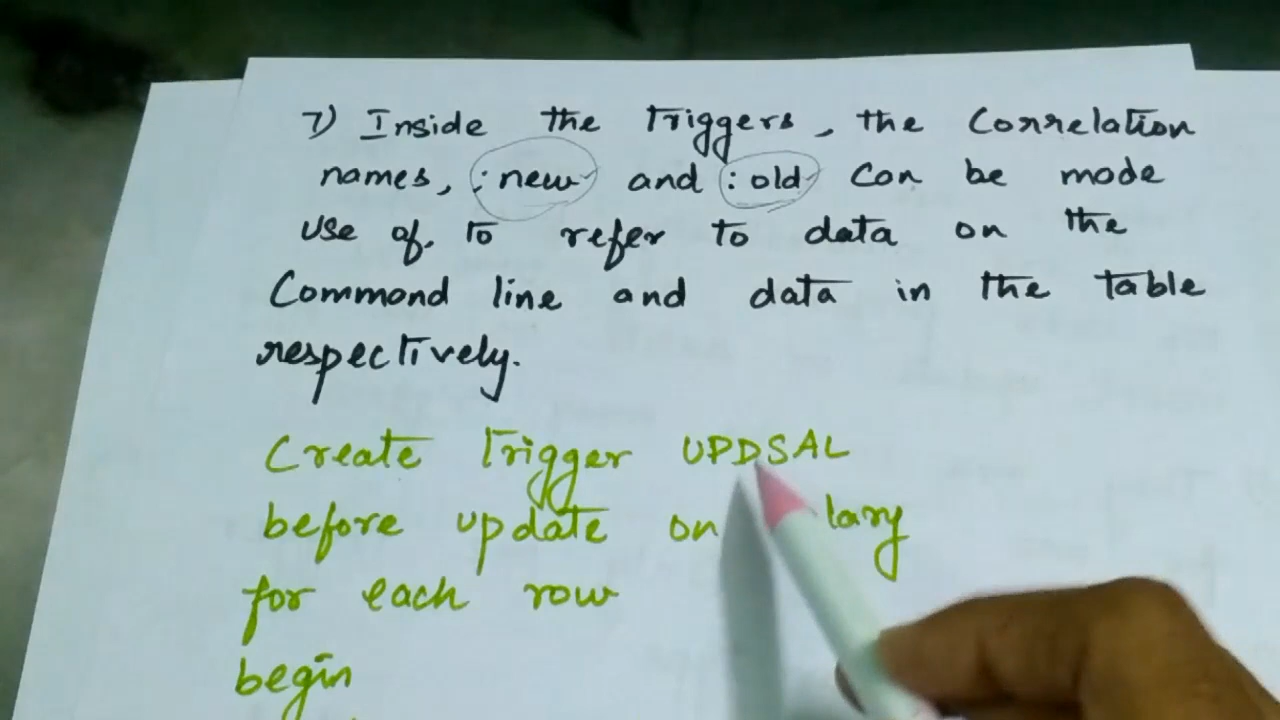 7) Inside the Triggers, the Correlation
names, :new and :old can be made
use of. to refer to data on the
Command line and data in the table
respectively.
Create Trigger UPDSAL
before update on lary
for each row
begin